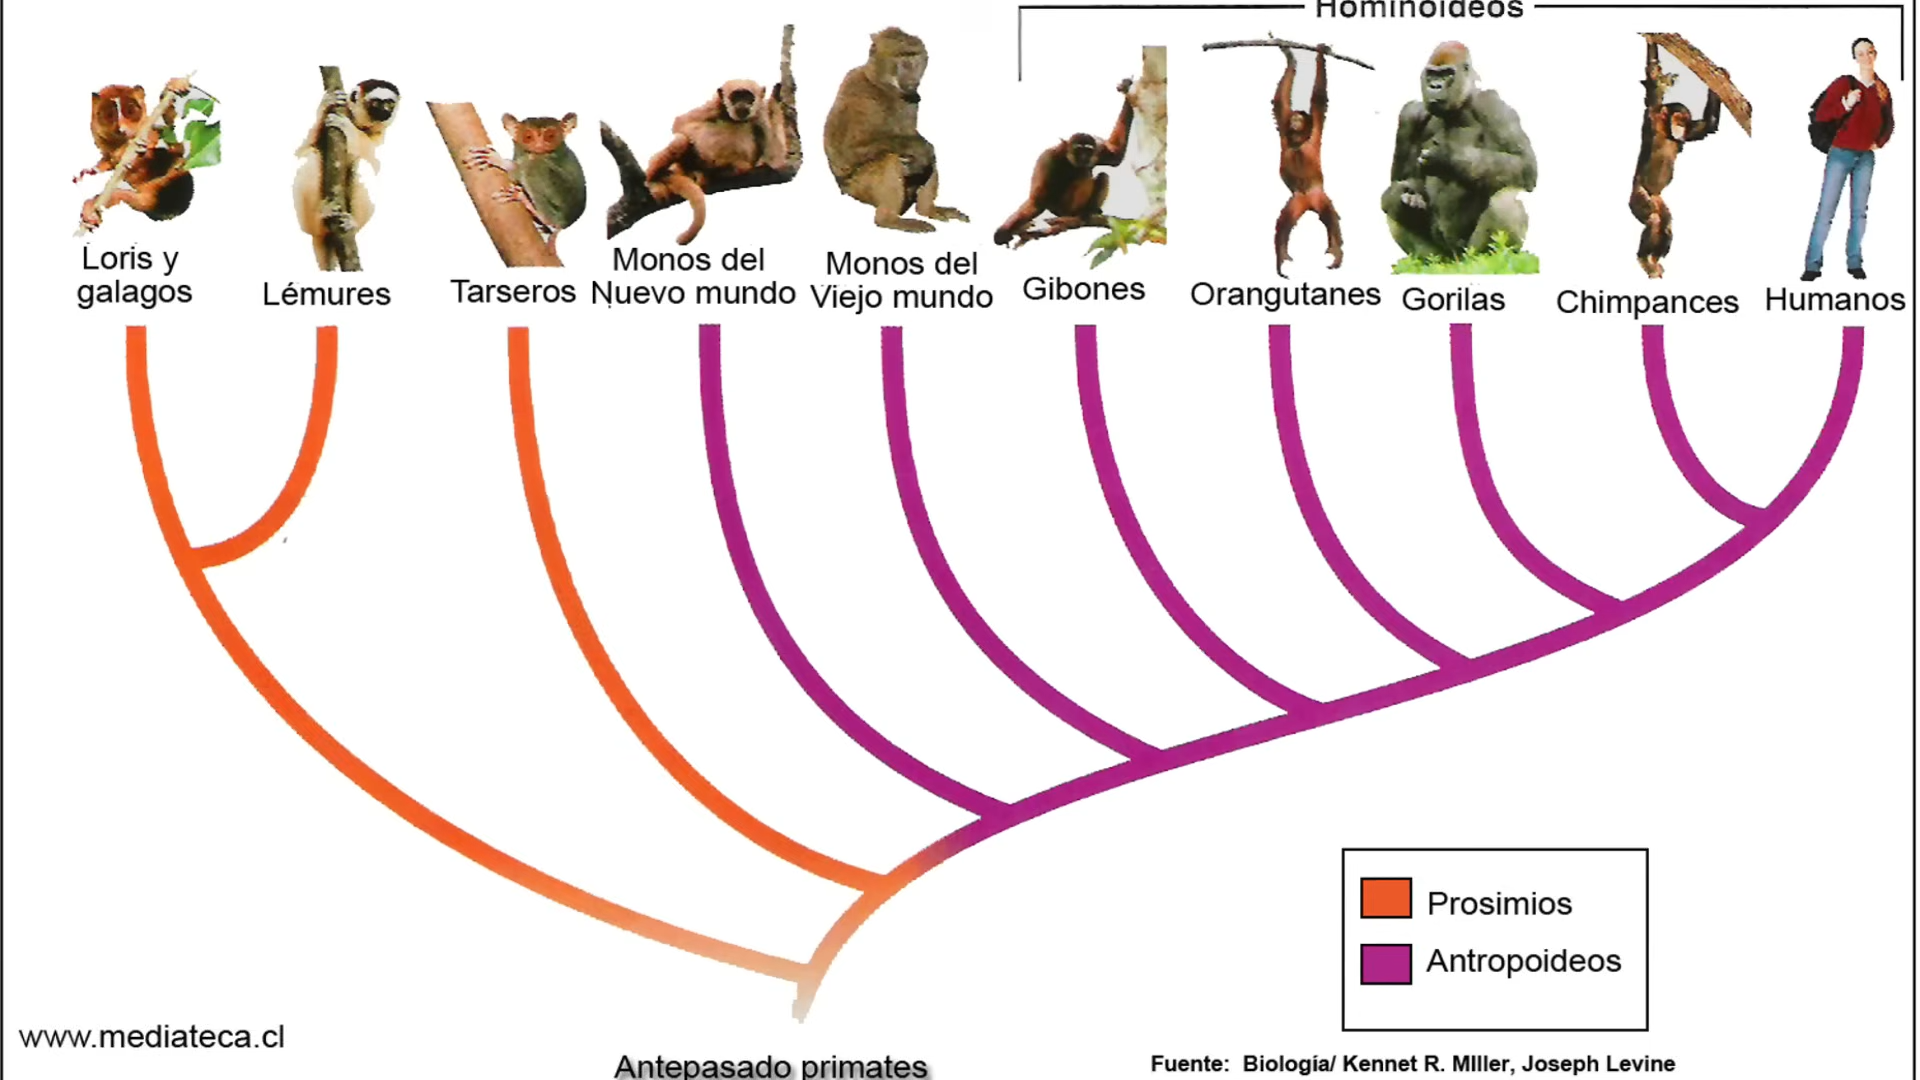 Hominoideos
Loris y
galagos
Lémures
Tarseros
Monos del
Nuevo mundo
Monos del
Viejo mundo
Gibones
Orangutanes
Gorilas
Chimpances
Humanos
Prosimios
Antropoideos
www.mediateca.cl
Antepasado primates
Fuente: Biología/ Kennet R. MIller, Joseph Levine